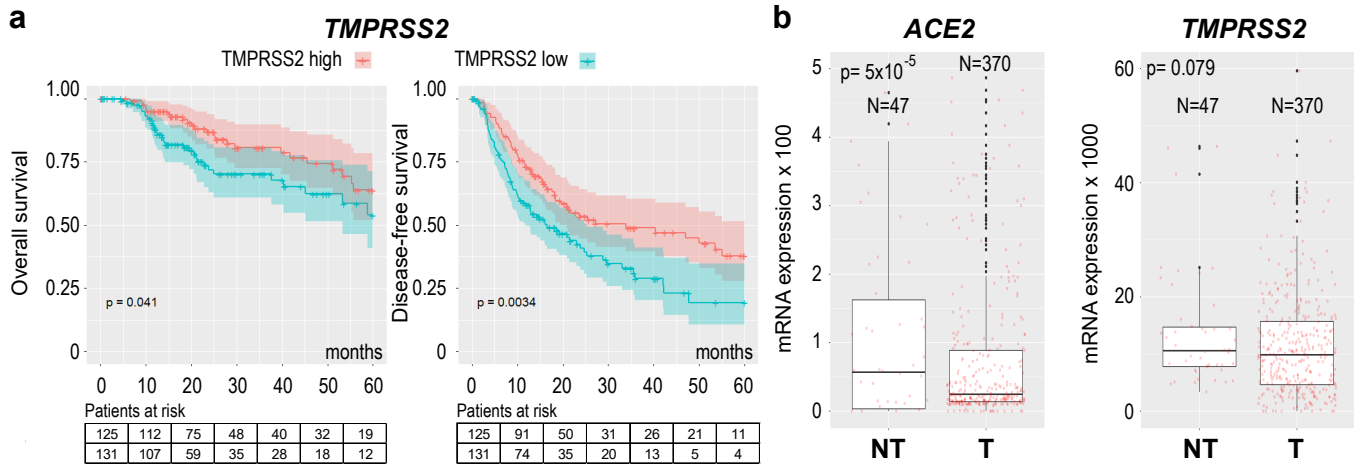 a
TMPRSS2
TMPRSS2 high
TMPRSS2 low
Overall survival
1.00
0.75
0.50
0.25
0
p = 0.041
months
0 10 20 30 40 50 60
Patients at risk
125 112 75 48 40 32 19
131 107 59 35 28 18 12
Disease-free survival
1.00
0.75
0.50
0.25
0
p = 0.0034
months
0 10 20 30 40 50 60
Patients at risk
125 91 50 31 26 21 11
131 74 35 20 13 5 4
b
ACE2
mRNA expression x 100
5
4
3
2
1
0
p= 5x10⁻⁵
N=47
N=370
NT T
TMPRSS2
mRNA expression x 1000
60
40
20
0
p= 0.079
N=47
N=370
NT T